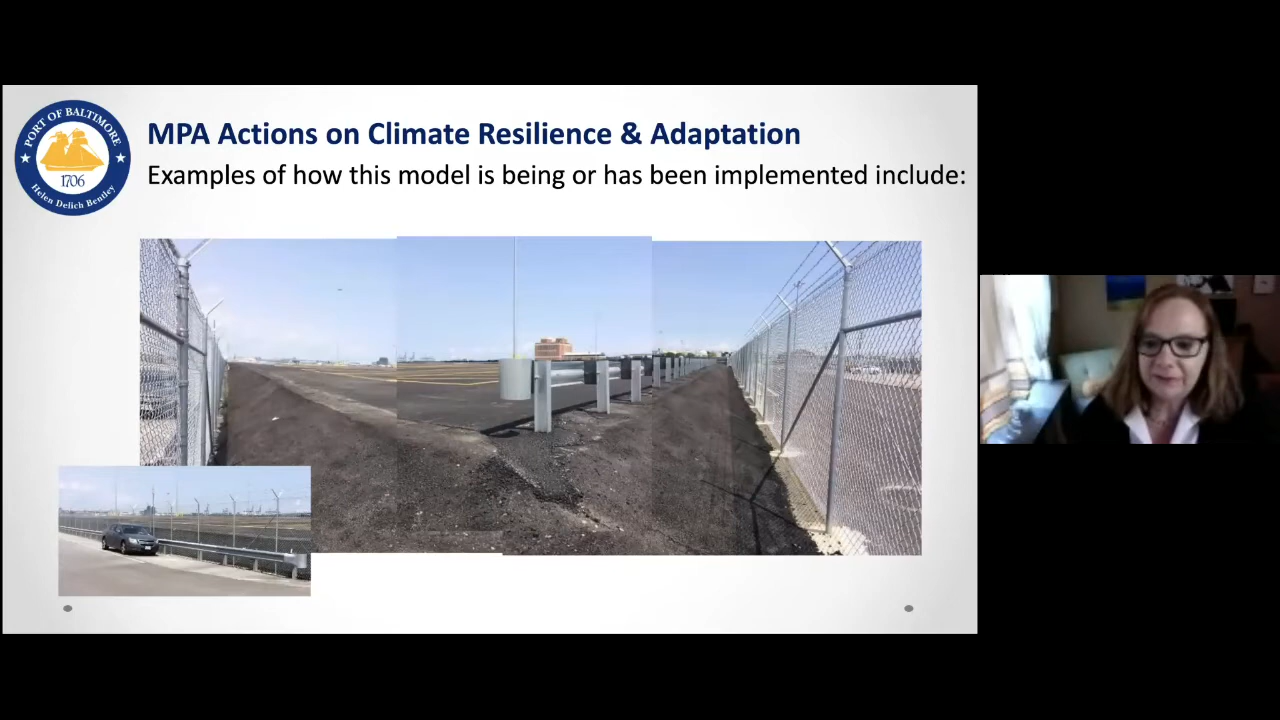 PORT OF BALTIMORE
1706
Helen Delich Bentley
MPA Actions on Climate Resilience & Adaptation
Examples of how this model is being or has been implemented include: